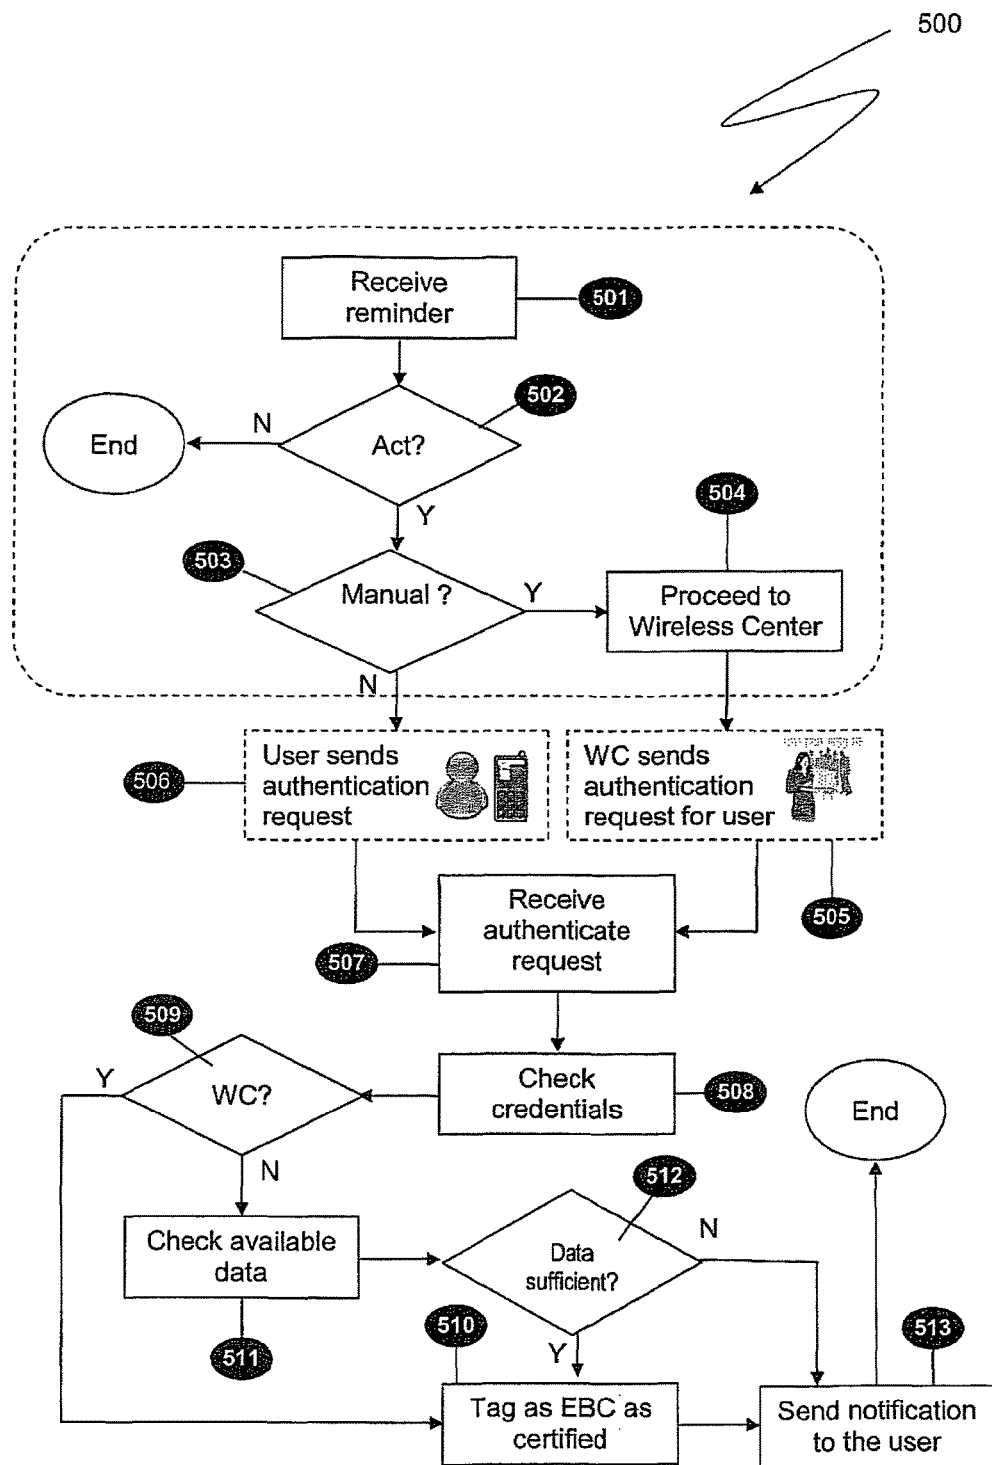 500
Receive
reminder
501
502
N
End
Act?
Y
504
503
Manual ?
Y
Proceed to
Wireless Center
N
User sends
authentication
request
506
WC sends
authentication
request for user
505
Receive
authenticate
request
507
509
Y
WC?
Check
credentials
508
End
N
512
N
Check available
data
Data
sufficient?
511
510
Y
513
Tag as EBC as
certified
Send notification
to the user